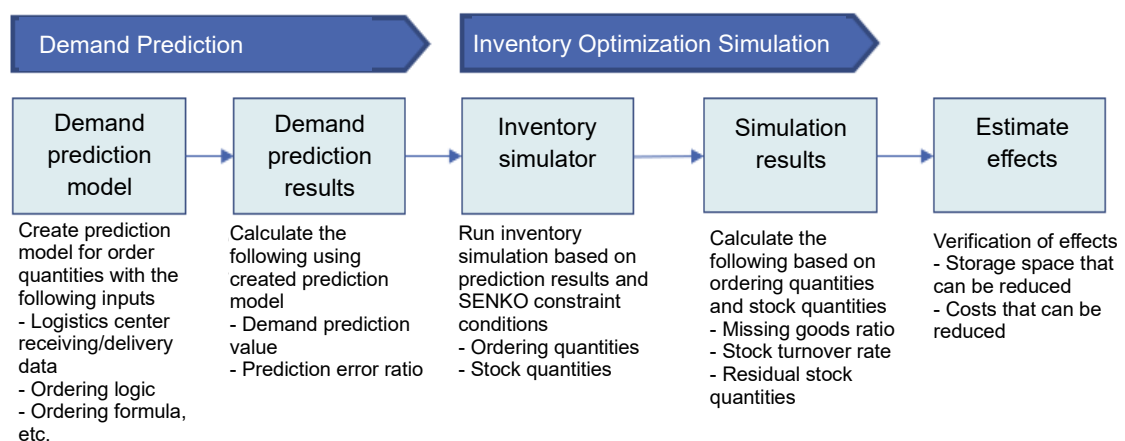 Demand Prediction
Inventory Optimization Simulation
Demand
prediction
model
Demand
prediction
results
Inventory
simulator
Simulation
results
Estimate
effects
Create prediction
model for order
quantities with the
following inputs
- Logistics center
receiving/delivery
data
- Ordering logic
- Ordering formula,
etc.
Calculate the
following using
created prediction
model
- Demand prediction
value
- Prediction error ratio
Run inventory
simulation based on
prediction results and
SENKO constraint
conditions
- Ordering quantities
- Stock quantities
Calculate the
following based on
ordering quantities
and stock quantities
- Missing goods ratio
- Stock turnover rate
- Residual stock
quantities
Verification of effects
- Storage space that
can be reduced
- Costs that can be
reduced